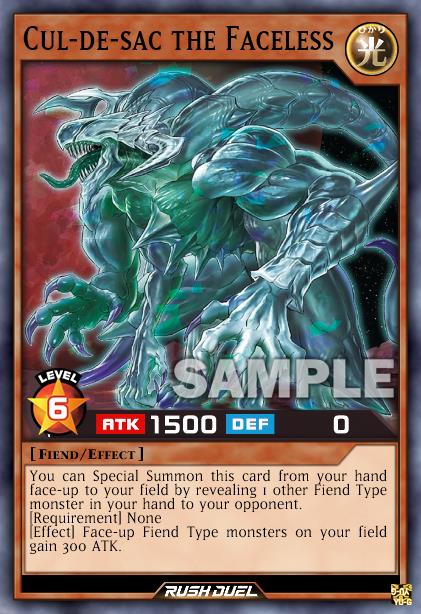 Cul-de-sac the Faceless
ひかり
光
SAMPLE
LEVEL
6
ATK 1500 DEF 0
[Fiend/Effect]
You can Special Summon this card from your hand
face-up to your field by revealing 1 other Fiend Type
monster in your hand to your opponent.
[Requirement] None
[Effect] Face-up Fiend Type monsters on your field
gain 300 ATK.
RUSH DUEL